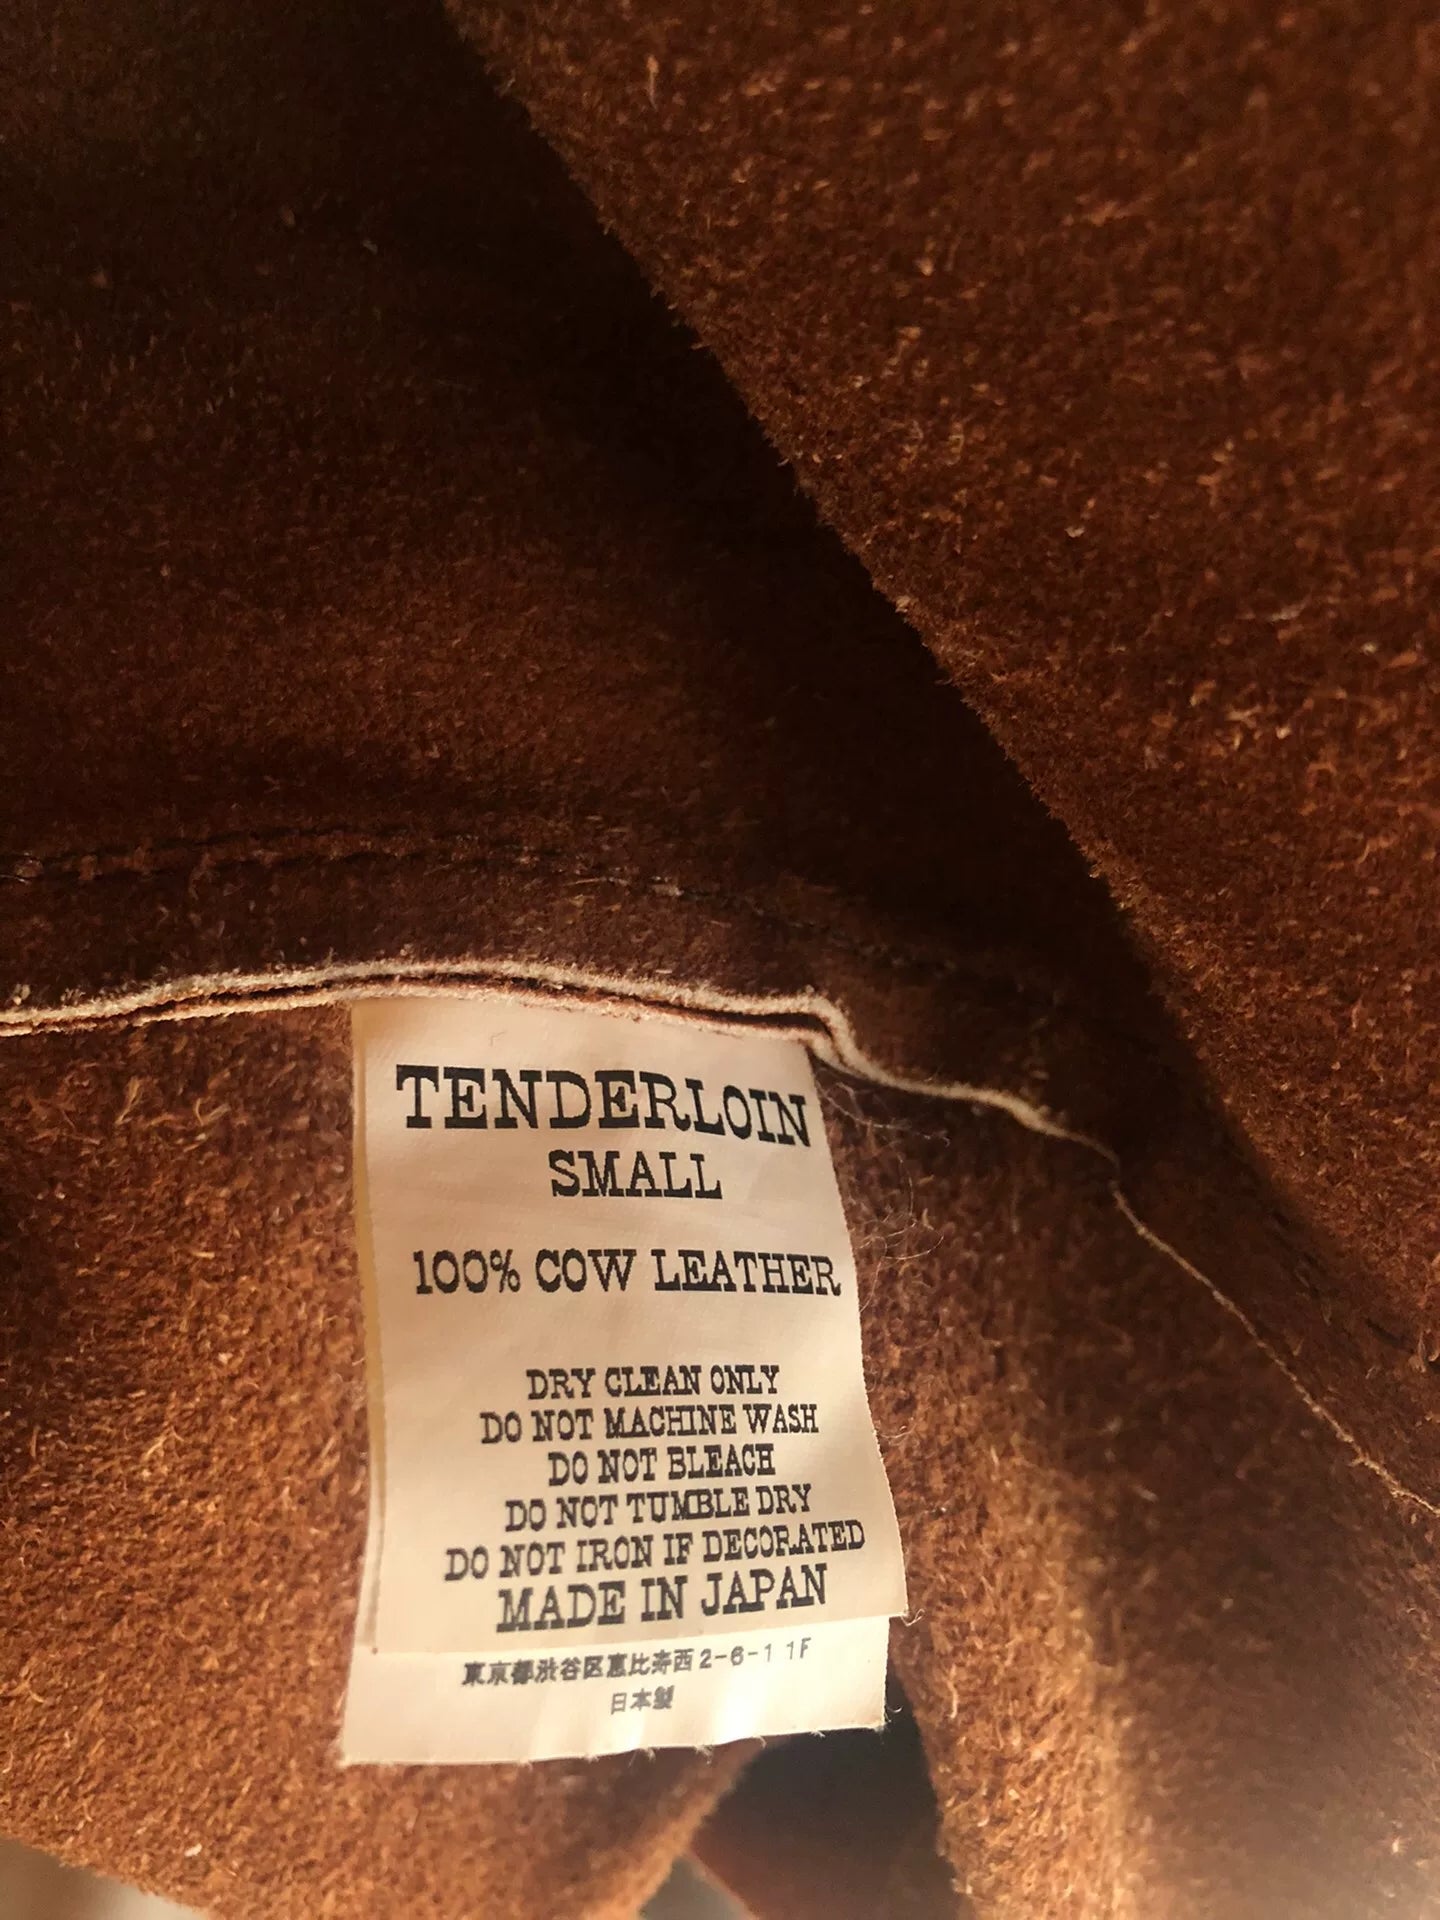 TENDERLOIN
SMALL
100% COW LEATHER
DRY CLEAN ONLY
DO NOT MACHINE WASH
DO NOT BLEACH
DO NOT TUMBLE DRY
DO NOT IRON IF DECORATED
MADE IN JAPAN
東京都渋谷区恵比寿西2-6-1 1F
日本製